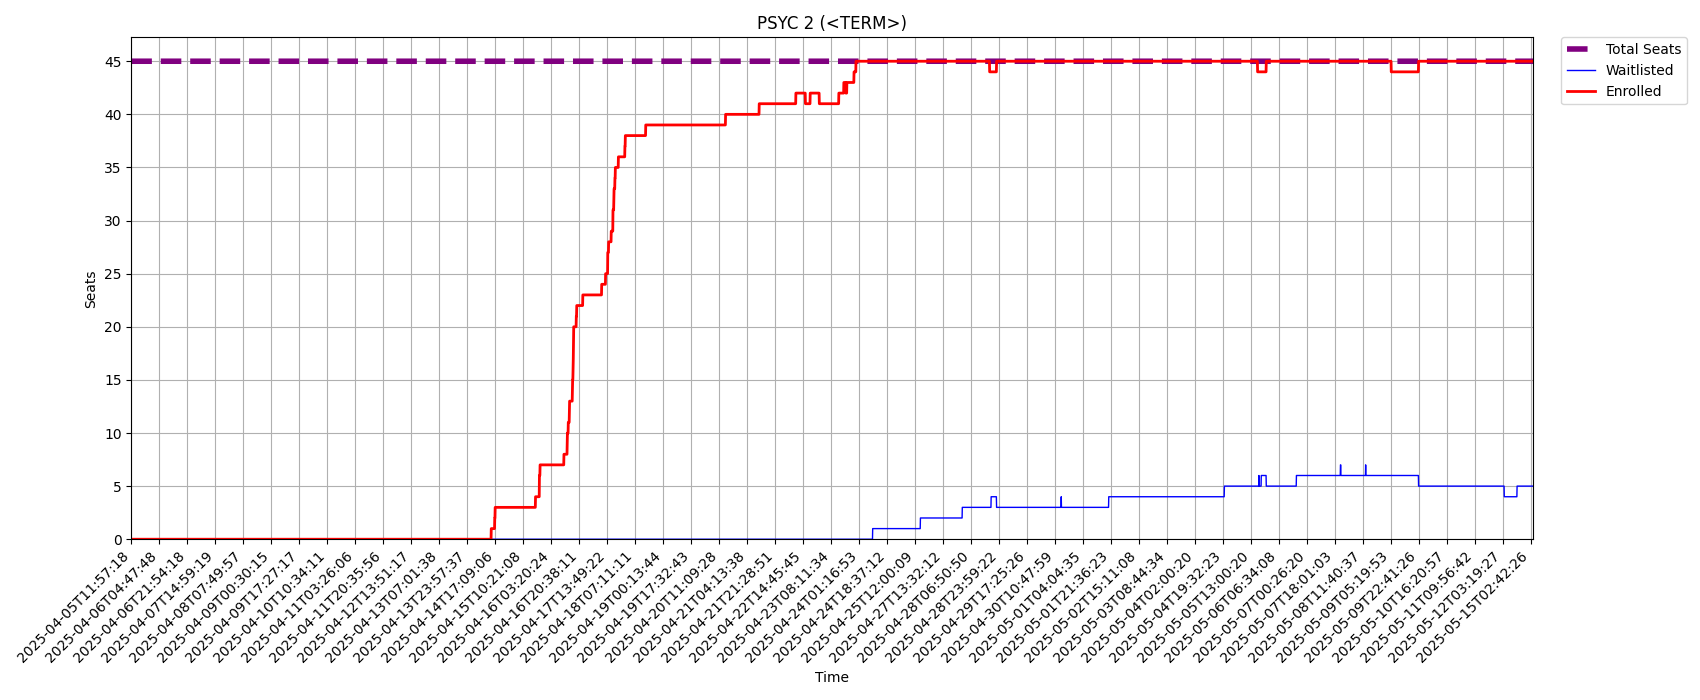 PSYC 2 (<TERM>)
Total Seats
Waitlisted
Enrolled
Seats
45
40
35
30
25
20
15
10
5
0
2025-04-05T11:57:18
2025-04-06T04:47:48
2025-04-06T21:54:18
2025-04-07T14:59:19
2025-04-08T07:49:57
2025-04-09T00:30:15
2025-04-09T17:27:17
2025-04-10T10:34:11
2025-04-11T03:26:06
2025-04-11T20:35:56
2025-04-12T13:51:17
2025-04-13T07:01:38
2025-04-13T23:57:37
2025-04-14T17:09:06
2025-04-15T10:21:08
2025-04-16T03:20:24
2025-04-16T20:38:11
2025-04-17T13:49:22
2025-04-18T07:11:11
2025-04-19T00:13:44
2025-04-19T17:32:43
2025-04-20T11:09:28
2025-04-21T04:13:38
2025-04-21T21:28:51
2025-04-22T14:45:45
2025-04-23T08:11:34
2025-04-24T01:16:53
2025-04-24T18:37:12
2025-04-25T12:00:09
2025-04-27T13:32:12
2025-04-28T06:50:50
2025-04-28T23:59:22
2025-04-29T17:25:26
2025-04-30T10:47:59
2025-05-01T04:04:35
2025-05-01T21:36:23
2025-05-02T15:11:08
2025-05-03T08:44:34
2025-05-04T02:00:20
2025-05-04T19:32:23
2025-05-05T13:00:20
2025-05-06T06:34:08
2025-05-07T00:26:20
2025-05-07T18:01:03
2025-05-08T11:40:37
2025-05-09T05:19:53
2025-05-09T22:41:26
2025-05-10T16:20:57
2025-05-11T09:56:42
2025-05-12T03:19:27
2025-05-15T02:42:26
Time